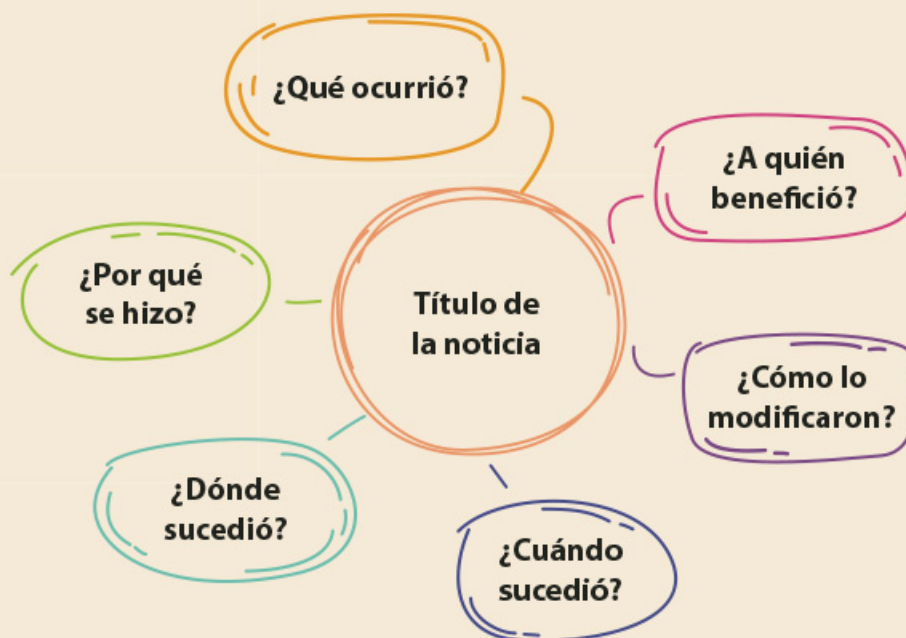 ¿Qué ocurrió?
¿A quién
benefició?
¿Por qué
se hizo?
Título de
la noticia
¿Cómo lo
modificaron?
¿Dónde
sucedió?
¿Cuándo
sucedió?